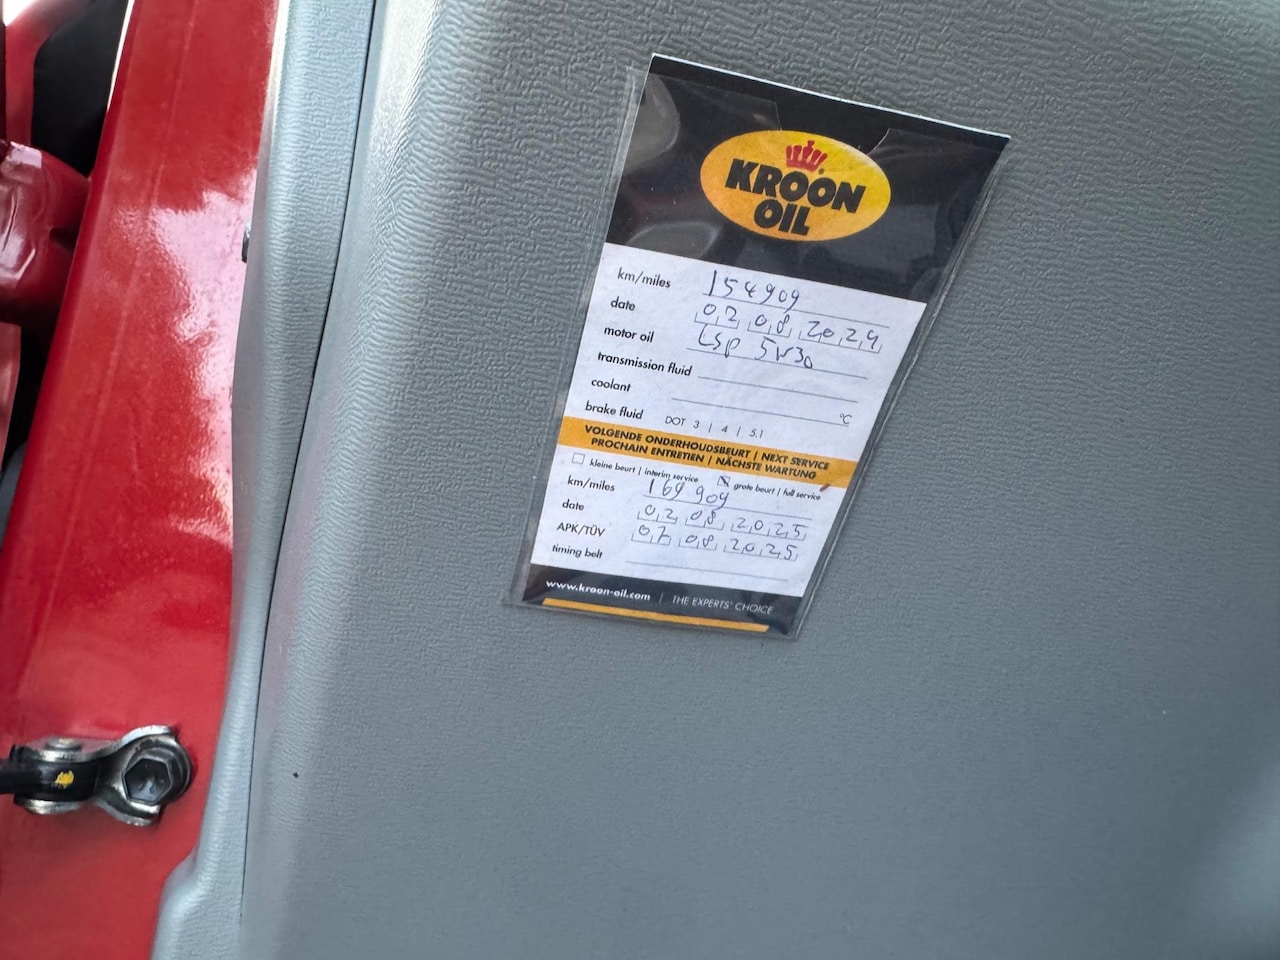 KROON
OIL
km/miles 154909
date 02 08 2024
motor oil LSP 5W30
transmission fluid
coolant °C
brake fluid DOT 3 | 4 | 5.1
VOLGENDE ONDERHOUDSBEURT | NEXT SERVICE
PROCHAIN ENTRETIEN | NÄCHSTE WARTUNG
kleine beurt | interim service grote beurt | full service
km/miles 169909
date 02 08 2025
APK/TÜV 08 2025
timing belt
www.kroon-oil.com | THE EXPERTS' CHOICE